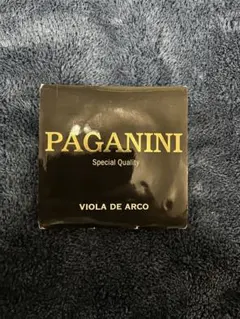 PAGANINI
Special Quality
VIOLA DE ARCO